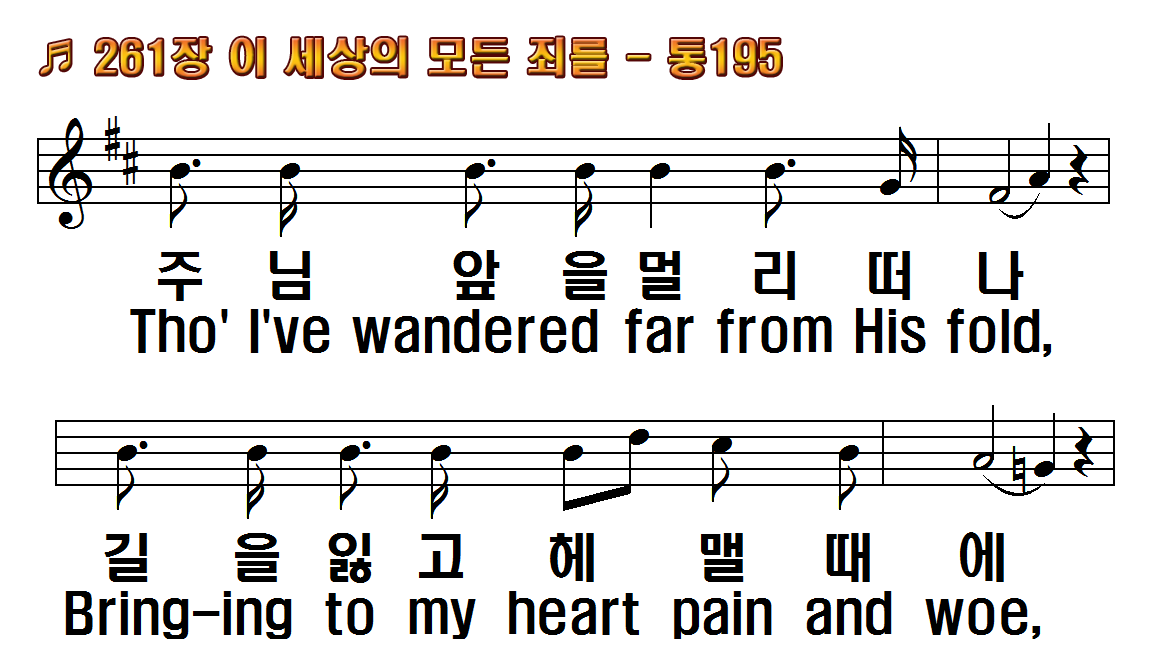 ♬ 261장 이 세상의 모든 죄를 - 통195
주 님 앞 을 멀 리 떠 나
Tho' I've wandered far from His fold,
길 을 잃 고 헤 맬 때 에
Bring-ing to my heart pain and woe,